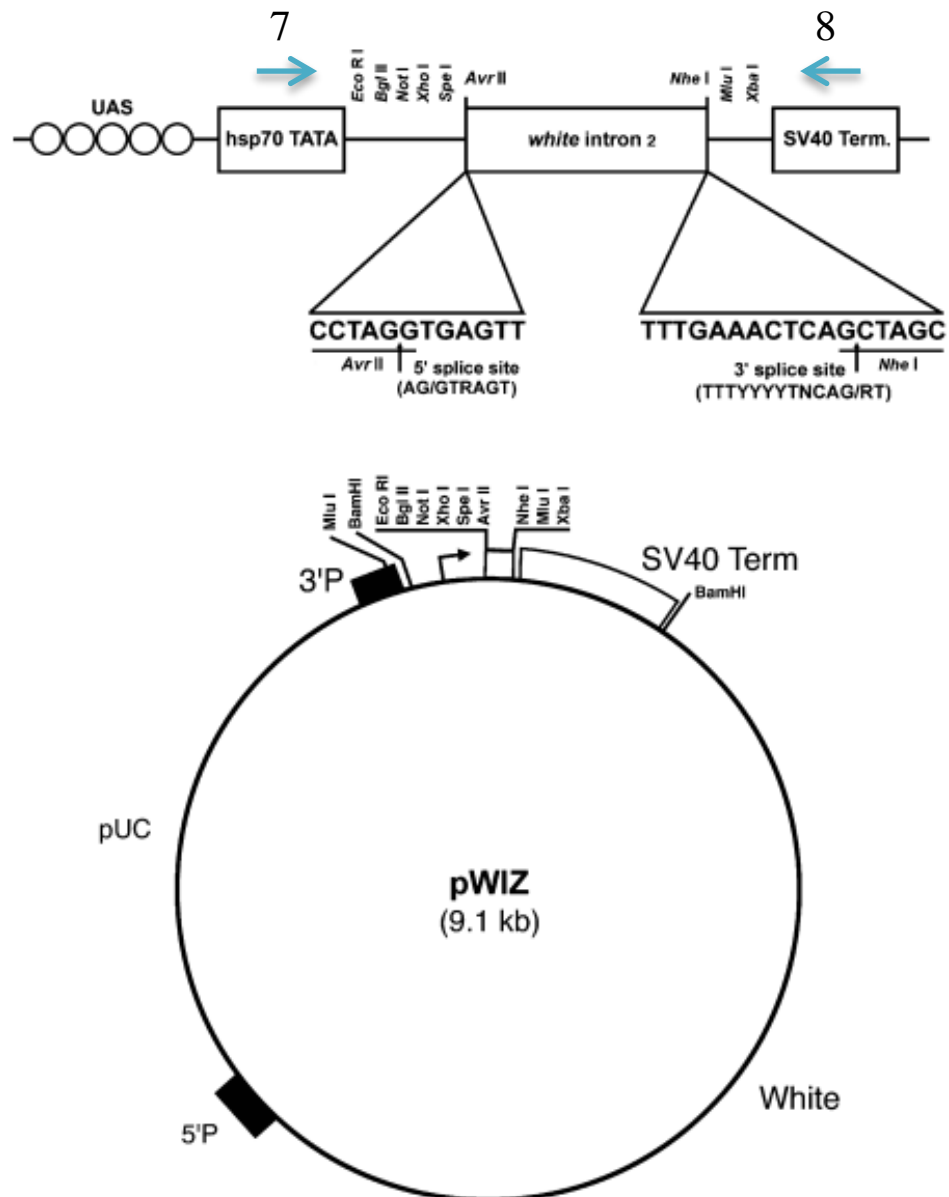 7
8
Eco R I
Bgl II
Not I
Xho I
Spe I
Avr II
Nhe I
Mlu I
Xba I
UAS
hsp70 TATA
white intron 2
SV40 Term.
CCTAGGTGAGTT
TTTGAAACTCAGCTAGC
Avr II
5' splice site
(AG/GTRAGT)
3' splice site
Nhe I
(TTTYYYYTNCAG/RT)
Mlu I
BamHI
Eco RI
Bgl II
Not I
Xho I
Spe I
Avr II
Nhe I
Mlu I
Xba I
3'P
SV40 Term
BamHI
pUC
pWIZ
(9.1 kb)
White
5'P